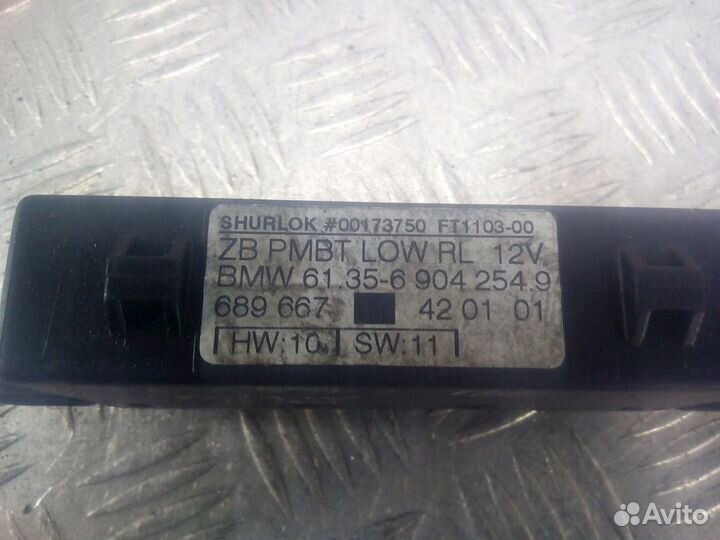 SHURLOK #00173750 FT1103-00
ZB PMBT LOW RL 12V
BMW 61.35-6 904 254.9
689 667 42 01 01
HW:10 SW:11
Avito